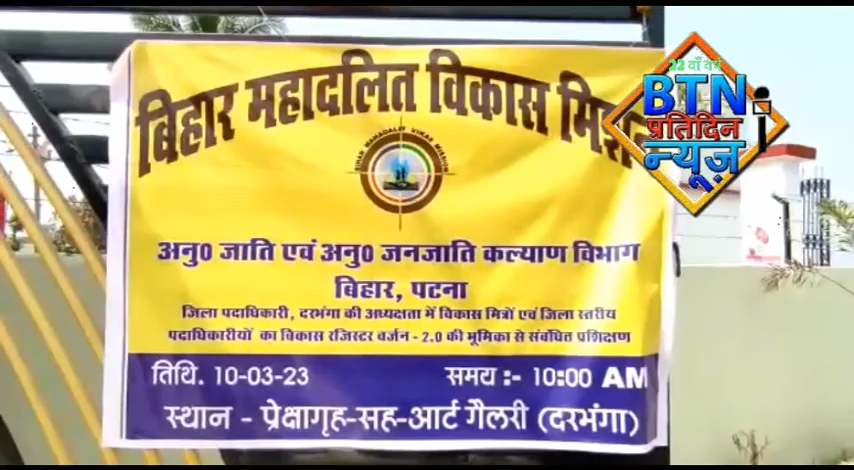 बिहार महादलित विकास मिशन
BIHAR MAHADALIT VIKAS MISSION
अनु0 जाति एवं अनु0 जनजाति कल्याण विभाग
बिहार, पटना
जिला पदाधिकारी, दरभंगा की अध्यक्षता में विकास मित्रों एवं जिला स्तरीय
पदाधिकारीयों का विकास रजिस्टर वर्जन - 2.0 की भूमिका से संबंधित प्रशिक्षण
तिथि. 10-03-23 समय :- 10:00 AM
स्थान - प्रेक्षागृह-सह-आर्ट गैलरी (दरभंगा)
22 वाँ वर्ष
BTN
प्रतिदिन
न्यूज़